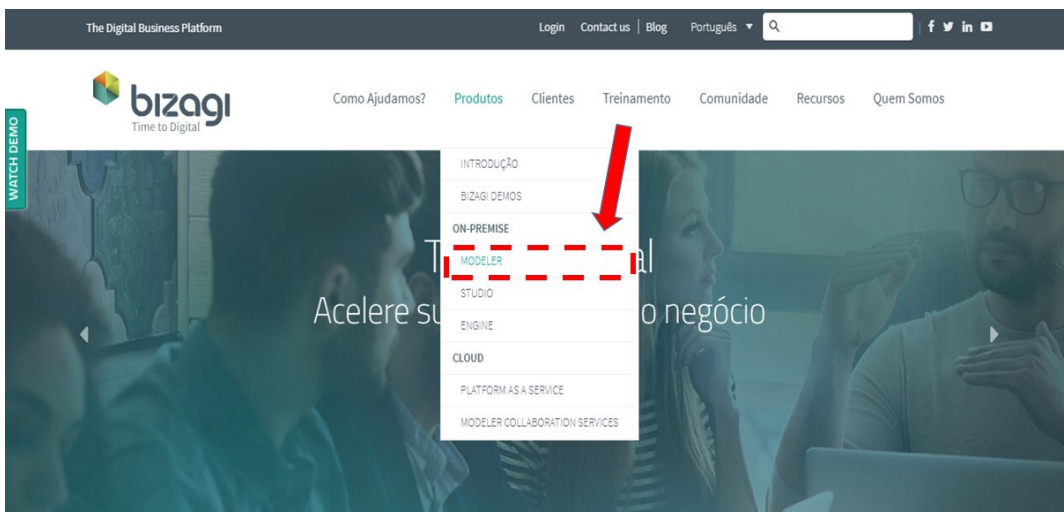 The Digital Business Platform
Login Contact us | Blog Português
bizagi
Time to Digital
Como Ajudamos? Produtos Clientes Treinamento Comunidade Recursos Quem Somos
WATCH DEMO
INTRODUÇÃO
BIZAGI DEMOS
ON-PREMISE
MODELER
STUDIO
ENGINE
CLOUD
PLATFORM AS A SERVICE
MODELER COLLABORATION SERVICES
Acelere
negócio